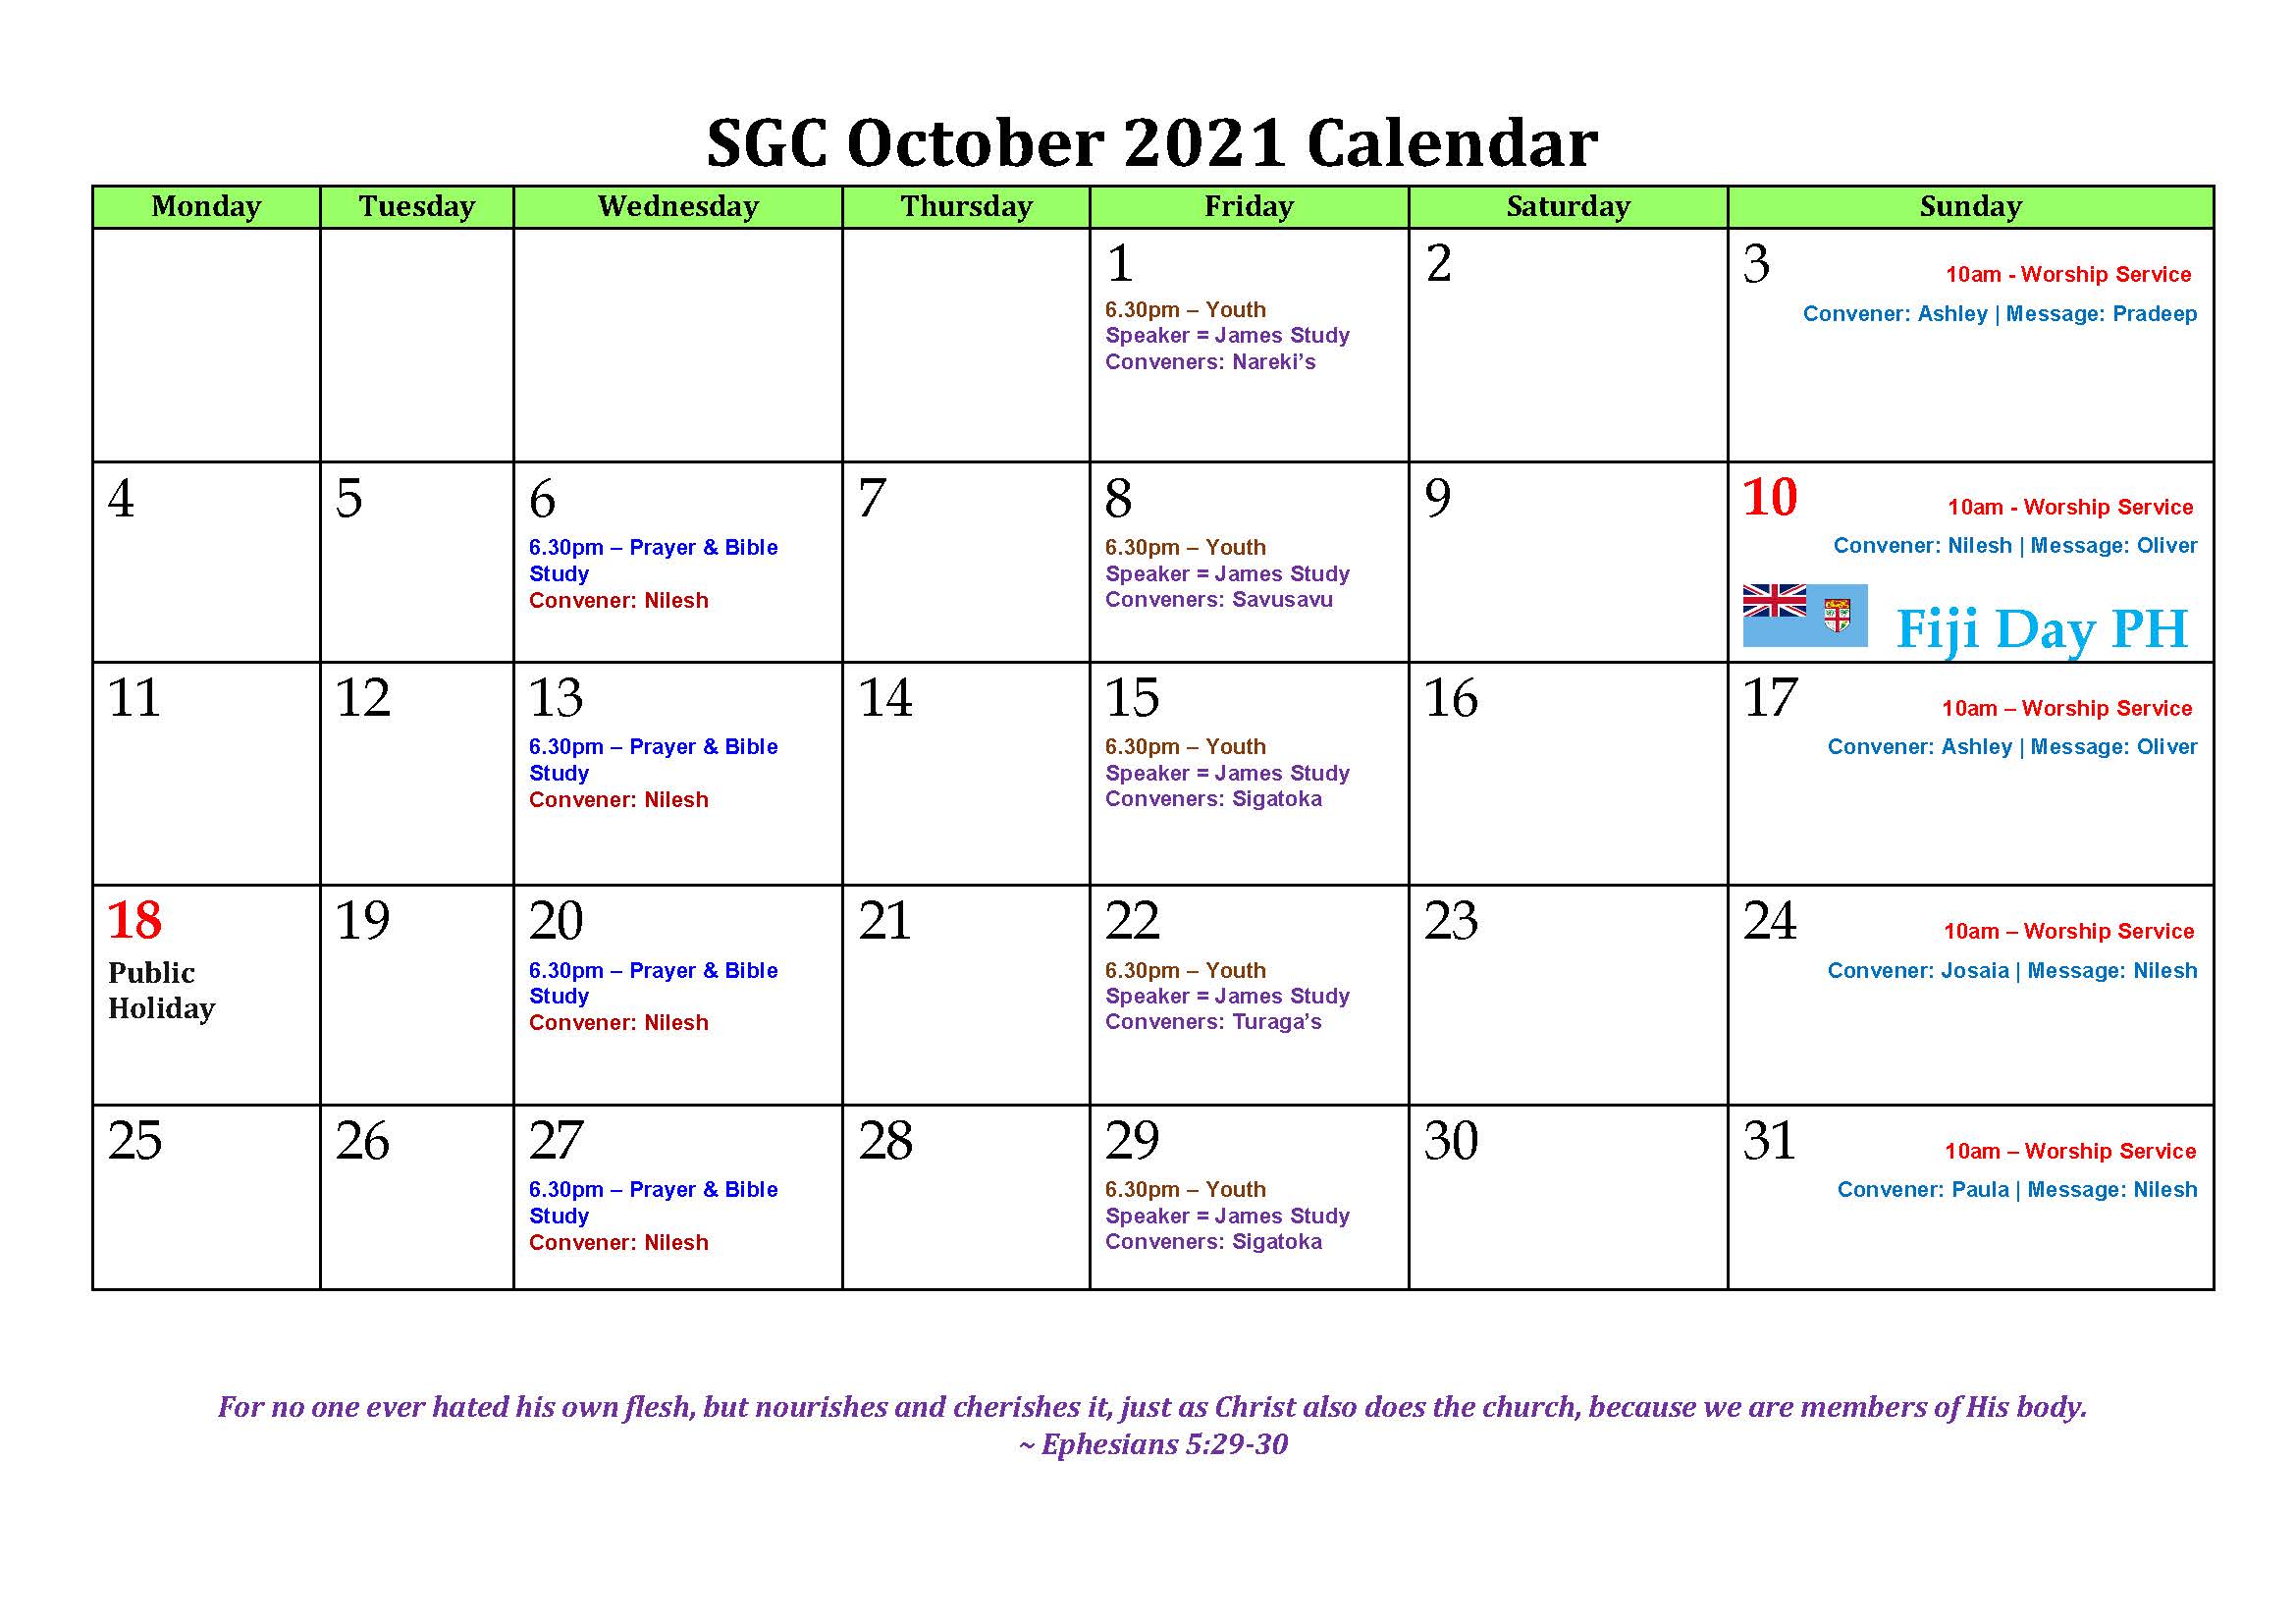 SGC October 2021 Calendar
Monday Tuesday Wednesday Thursday Friday Saturday Sunday
1
6.30pm – Youth
Speaker = James Study
Conveners: Nareki’s
2
3 10am - Worship Service
Convener: Ashley | Message: Pradeep
4
5
6
6.30pm – Prayer & Bible
Study
Convener: Nilesh
7
8
6.30pm – Youth
Speaker = James Study
Conveners: Savusavu
9
10 10am - Worship Service
Convener: Nilesh | Message: Oliver
Fiji Day PH
11
12
13
6.30pm – Prayer & Bible
Study
Convener: Nilesh
14
15
6.30pm – Youth
Speaker = James Study
Conveners: Sigatoka
16
17 10am – Worship Service
Convener: Ashley | Message: Oliver
18
Public
Holiday
19
20
6.30pm – Prayer & Bible
Study
Convener: Nilesh
21
22
6.30pm – Youth
Speaker = James Study
Conveners: Turaga’s
23
24 10am – Worship Service
Convener: Josaia | Message: Nilesh
25
26
27
6.30pm – Prayer & Bible
Study
Convener: Nilesh
28
29
6.30pm – Youth
Speaker = James Study
Conveners: Sigatoka
30
31 10am – Worship Service
Convener: Paula | Message: Nilesh
For no one ever hated his own flesh, but nourishes and cherishes it, just as Christ also does the church, because we are members of His body.
~ Ephesians 5:29-30